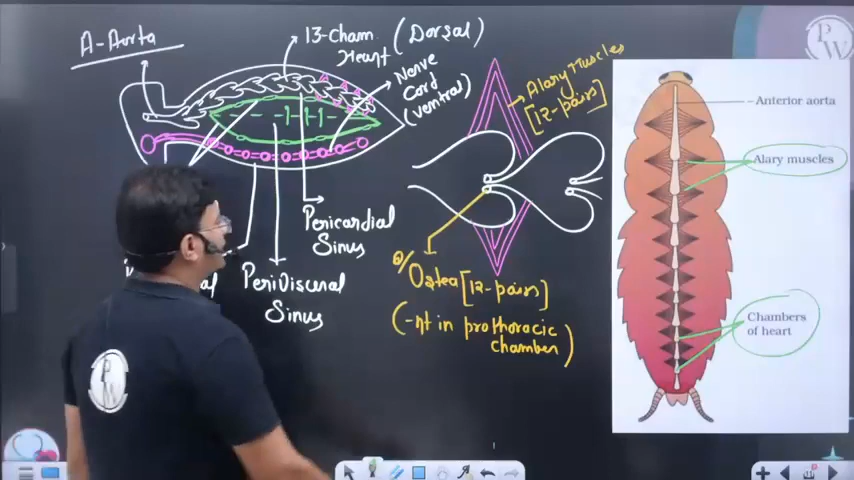 A-Aorta
13-Cham. (Dorsal)
Heart
Nerve
Cord
(ventral)
Alary Muscles
[12-pairs]
Pericardial
Sinus
PeriVisceral
Sinus
Ostea [12-pairs]
(-nt in prothoracic
chamber)
Anterior aorta
Alary muscles
Chambers
of heart
PW